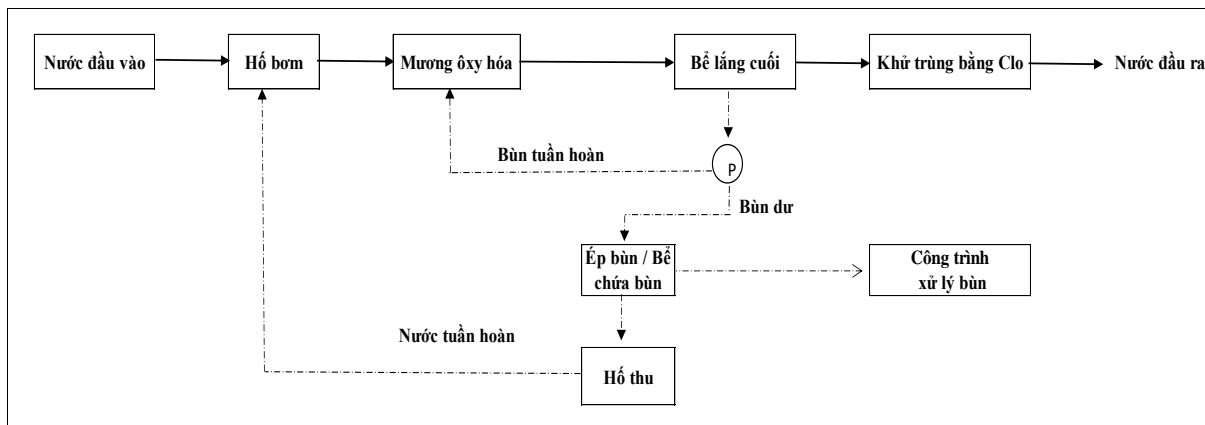 Nước đầu vào
Hố bơm
Mương ôxy hóa
Bể lắng cuối
Khử trùng bằng Clo
Nước đầu ra
Bùn tuần hoàn
P
Bùn dư
Ép bùn / Bể
chứa bùn
Công trình
xử lý bùn
Nước tuần hoàn
Hố thu